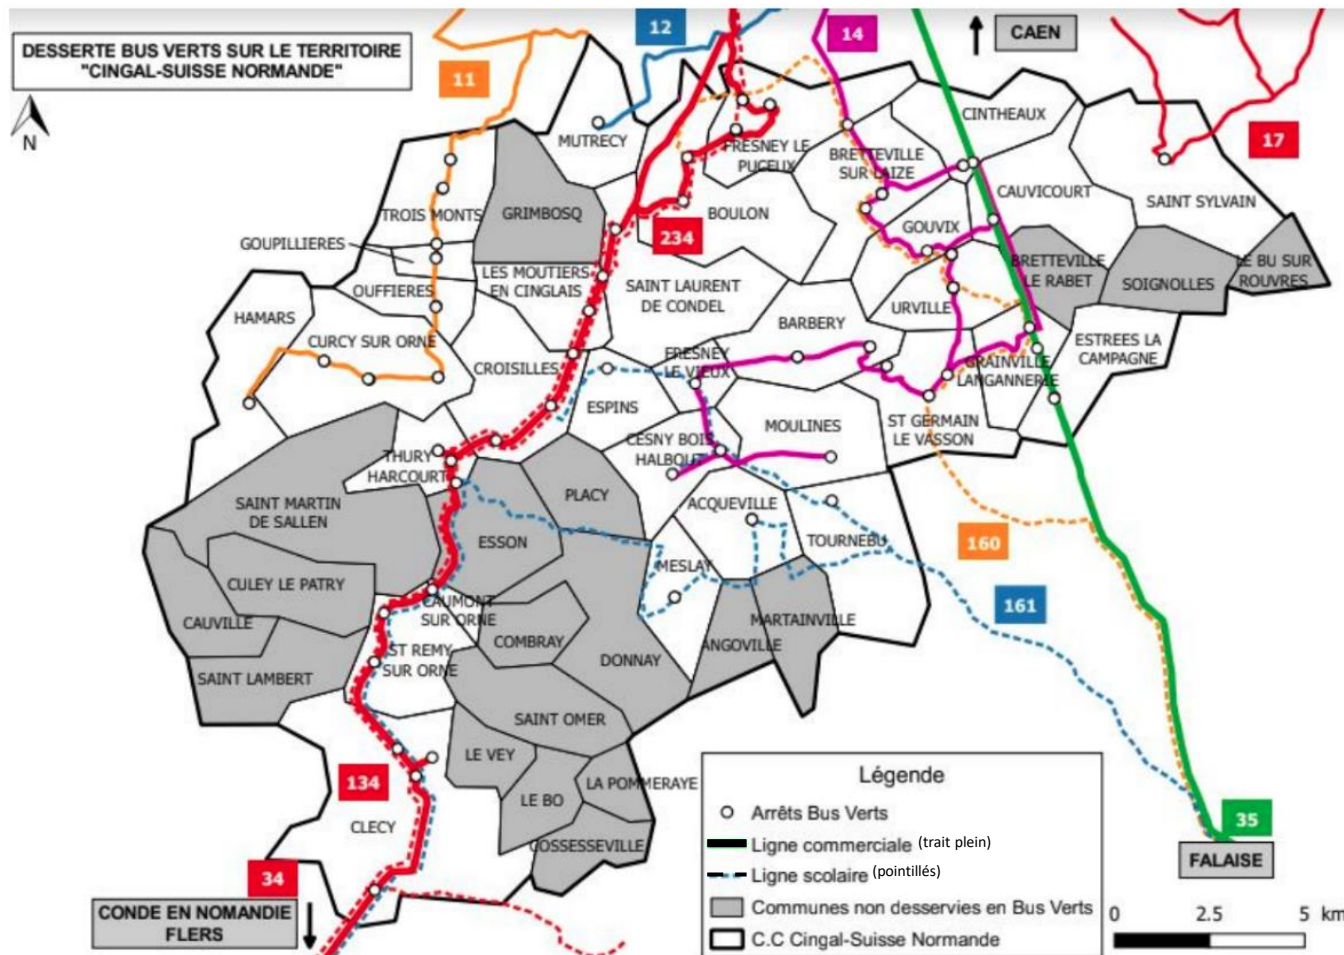 DESSERTE BUS VERTS SUR LE TERRITOIRE
"CINGAL-SUISSE NORMANDE"
N
12
14
CAEN
11
17
MUTRECY
CINTHEAUX
FRESNEY LE
PUCEUX
BRETTEVILLE
SUR LAIZE
CAUVICOURT
SAINT SYLVAIN
TROIS MONTS
GRIMBOSQ
BOULON
234
GOUVIX
GOUPILLIERES
LES MOUTIERS
EN CINGLAIS
SAINT LAURENT
DE CONDEL
BRETTEVILLE
LE RABET
SOIGNOLLES
LE BU SUR
ROUVRES
OUFFIERES
URVILLE
HAMARS
CURCY SUR ORNE
BARBERY
ESTREES LA
CAMPAGNE
CROISILLES
FRESNEY
LE VIEUX
GRAINVILLE
LANGANNERIE
ESPINS
CESNY BOIS
HALBOUT
MOULINES
ST GERMAIN
LE VASSON
THURY
HARCOURT
SAINT MARTIN
DE SALLEN
PLACY
ACQUEVILLE
ESSON
TOURNEBU
160
MESLAY
CULEY LE PATRY
CAUMONT
SUR ORNE
161
CAUVILLE
COMBRAY
MARTAINVILLE
ANGOVILLE
ST REMY
SUR ORNE
DONNAY
SAINT LAMBERT
SAINT OMER
LE VEY
134
LA POMMERAYE
LE BO
CLECY
COSSESSEVILLE
34
CONDE EN NOMANDIE
FLERS
35
FALAISE
Légende
Arrêts Bus Verts
Ligne commerciale (trait plein)
Ligne scolaire (pointillés)
Communes non desservies en Bus Verts
C.C Cingal-Suisse Normande
0 2.5 5 km